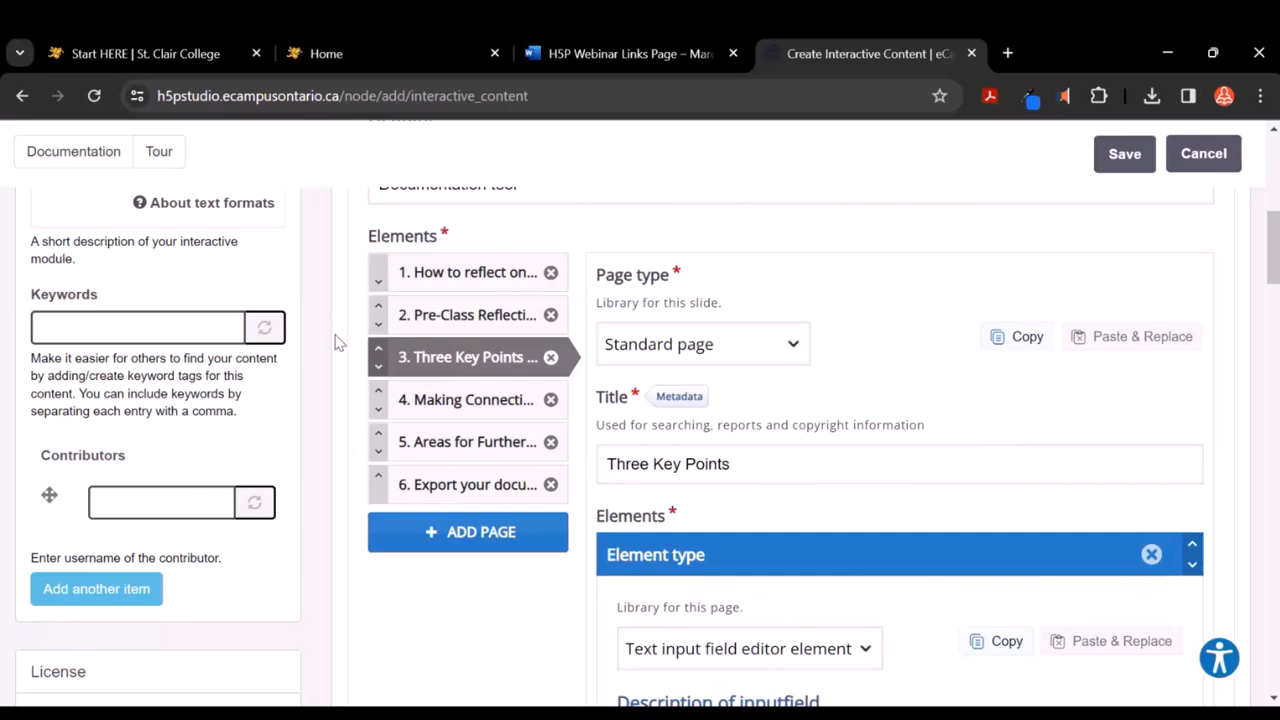 Start HERE | St. Clair College
Home
H5P Webinar Links Page – Marc
Create Interactive Content | eCa
h5pstudio.ecampusontario.ca/node/add/interactive_content
Documentation
Tour
Save
Cancel
Documentation tool
About text formats
A short description of your interactive
module.
Keywords
Make it easier for others to find your content
by adding/create keyword tags for this
content. You can include keywords by
separating each entry with a comma.
Contributors
Enter username of the contributor.
Add another item
License
Elements *
1. How to reflect on...
2. Pre-Class Reflecti...
3. Three Key Points ...
4. Making Connecti...
5. Areas for Further...
6. Export your docu...
+ ADD PAGE
Page type *
Library for this slide.
Standard page
Copy
Paste & Replace
Title * Metadata
Used for searching, reports and copyright information
Three Key Points
Elements *
Element type
Library for this page.
Text input field editor element
Copy
Paste & Replace
Description of inputfield